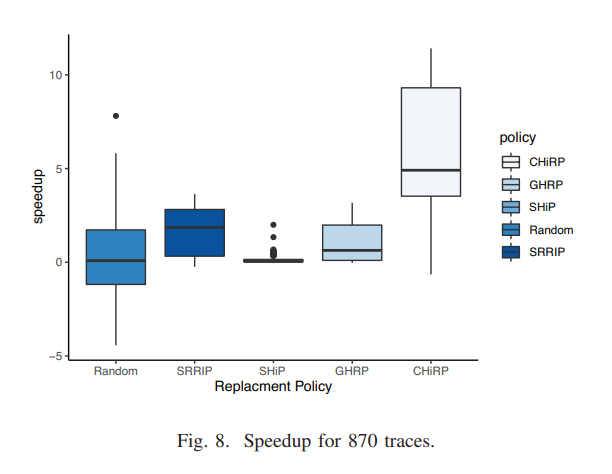 speedup
10
5
0
−5
Random SRRIP SHiP GHRP CHiRP
Replacment Policy
policy
CHiRP
GHRP
SHiP
Random
SRRIP
Fig. 8. Speedup for 870 traces.